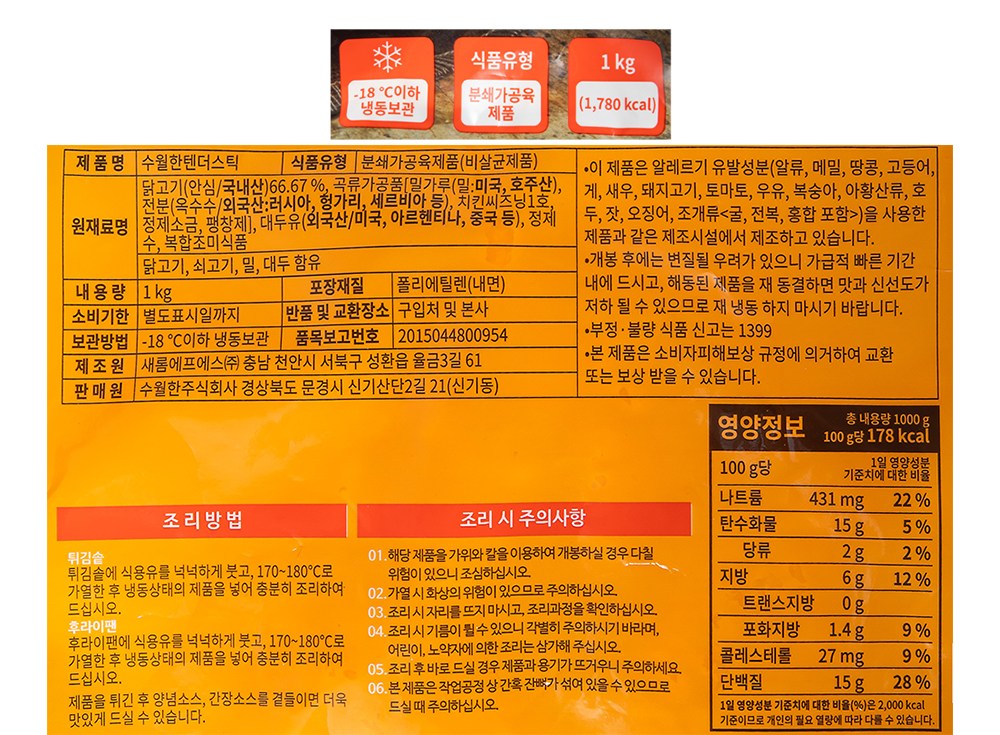 -18 ℃이하
냉동보관
식품유형
분쇄가공육
제품
1 kg
(1,780 kcal)
제 품 명 수월한텐더스틱 식품유형 분쇄가공육제품(비살균제품)
원재료명 닭고기(안심/국내산)66.67 %, 곡류가공품[밀가루(밀:미국, 호주산),
전분(옥수수/외국산:러시아, 헝가리, 세르비아 등), 치킨씨즈닝1호,
정제소금, 팽창제], 대두유(외국산/미국, 아르헨티나, 중국 등), 정제
수, 복합조미식품
닭고기, 쇠고기, 밀, 대두 함유
내 용 량 1 kg 포장재질 폴리에틸렌(내면)
소비기한 별도표시일까지 반품 및 교환장소 구입처 및 본사
보관방법 -18 ℃이하 냉동보관 품목보고번호 2015044800954
제 조 원 새롬에프에스㈜ 충남 천안시 서북구 성환읍 율금3길 61
판 매 원 수월한주식회사 경상북도 문경시 신기산단2길 21(신기동)
•이 제품은 알레르기 유발성분(알류, 메밀, 땅콩, 고등어,
게, 새우, 돼지고기, 토마토, 우유, 복숭아, 아황산류, 호
두, 잣, 오징어, 조개류<굴, 전복, 홍합 포함>)을 사용한
제품과 같은 제조시설에서 제조하고 있습니다.
•개봉 후에는 변질될 우려가 있으니 가급적 빠른 기간
내에 드시고, 해동된 제품을 재 동결하면 맛과 신선도가
저하 될 수 있으므로 재 냉동 하지 마시기 바랍니다.
•부정·불량 식품 신고는 1399
•본 제품은 소비자피해보상 규정에 의거하여 교환
또는 보상 받을 수 있습니다.
조 리 방 법
튀김솥
튀김솥에 식용유를 넉넉하게 붓고, 170~180℃로
가열한 후 냉동상태의 제품을 넣어 충분히 조리하여
드십시오.
후라이팬
후라이팬에 식용유를 넉넉하게 붓고, 170~180℃로
가열한 후 냉동상태의 제품을 넣어 충분히 조리하여
드십시오.
제품을 튀긴 후 양념소스, 간장소스를 곁들이면 더욱
맛있게 드실 수 있습니다.
조리 시 주의사항
01.해당 제품을 가위와 칼을 이용하여 개봉하실 경우 다칠
위험이 있으니 조심하십시오.
02.가열 시 화상의 위험이 있으므로 주의하십시오.
03.조리 시 자리를 뜨지 마시고, 조리과정을 확인하십시오.
04.조리 시 기름이 튈 수 있으니 각별히 주의하시기 바라며,
어린이, 노약자에 의한 조리는 삼가해 주십시오.
05.조리 후 바로 드실 경우 제품과 용기가 뜨거우니 주의하세요.
06.본 제품은 작업공정 상 간혹 잔뼈가 섞여 있을 수 있으므로
드실 때 주의하십시오.
영양정보 총 내용량 1000 g
100 g당 178 kcal
100 g당 1일 영양성분
기준치에 대한 비율
나트륨 431 mg 22 %
탄수화물 15 g 5 %
당류 2 g 2 %
지방 6 g 12 %
트랜스지방 0 g
포화지방 1.4 g 9 %
콜레스테롤 27 mg 9 %
단백질 15 g 28 %
1일 영양성분 기준치에 대한 비율(%)은 2,000 kcal
기준이므로 개인의 필요 열량에 따라 다를 수 있습니다.